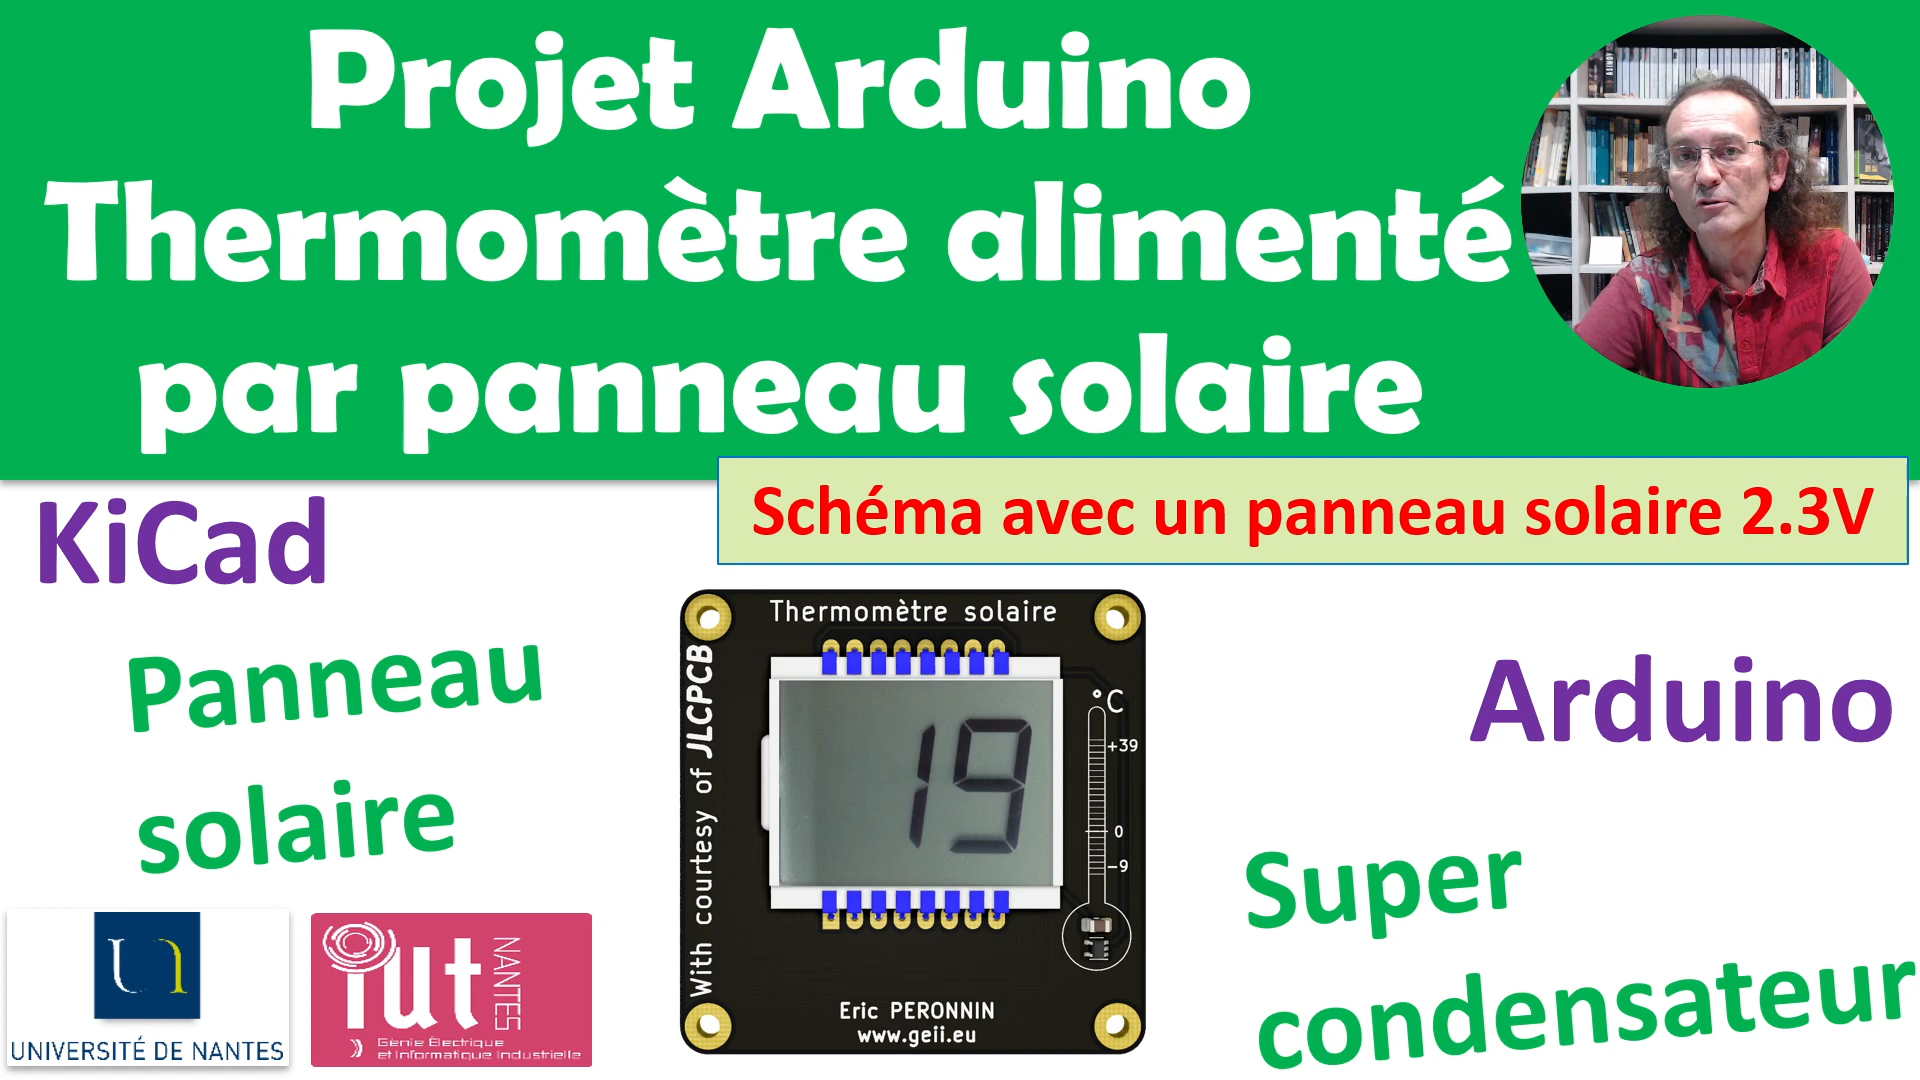 Projet Arduino
Thermomètre alimenté
par panneau solaire
Schéma avec un panneau solaire 2.3V
KiCad
Panneau
solaire
Arduino
Super
condensateur
Thermomètre solaire
With courtesy of JLCPCB
19
°C
+39
0
-9
Eric PERONNIN
www.geii.eu
UN
UNIVERSITÉ DE NANTES
iut
NANTES
Génie Électrique
et Informatique Industrielle